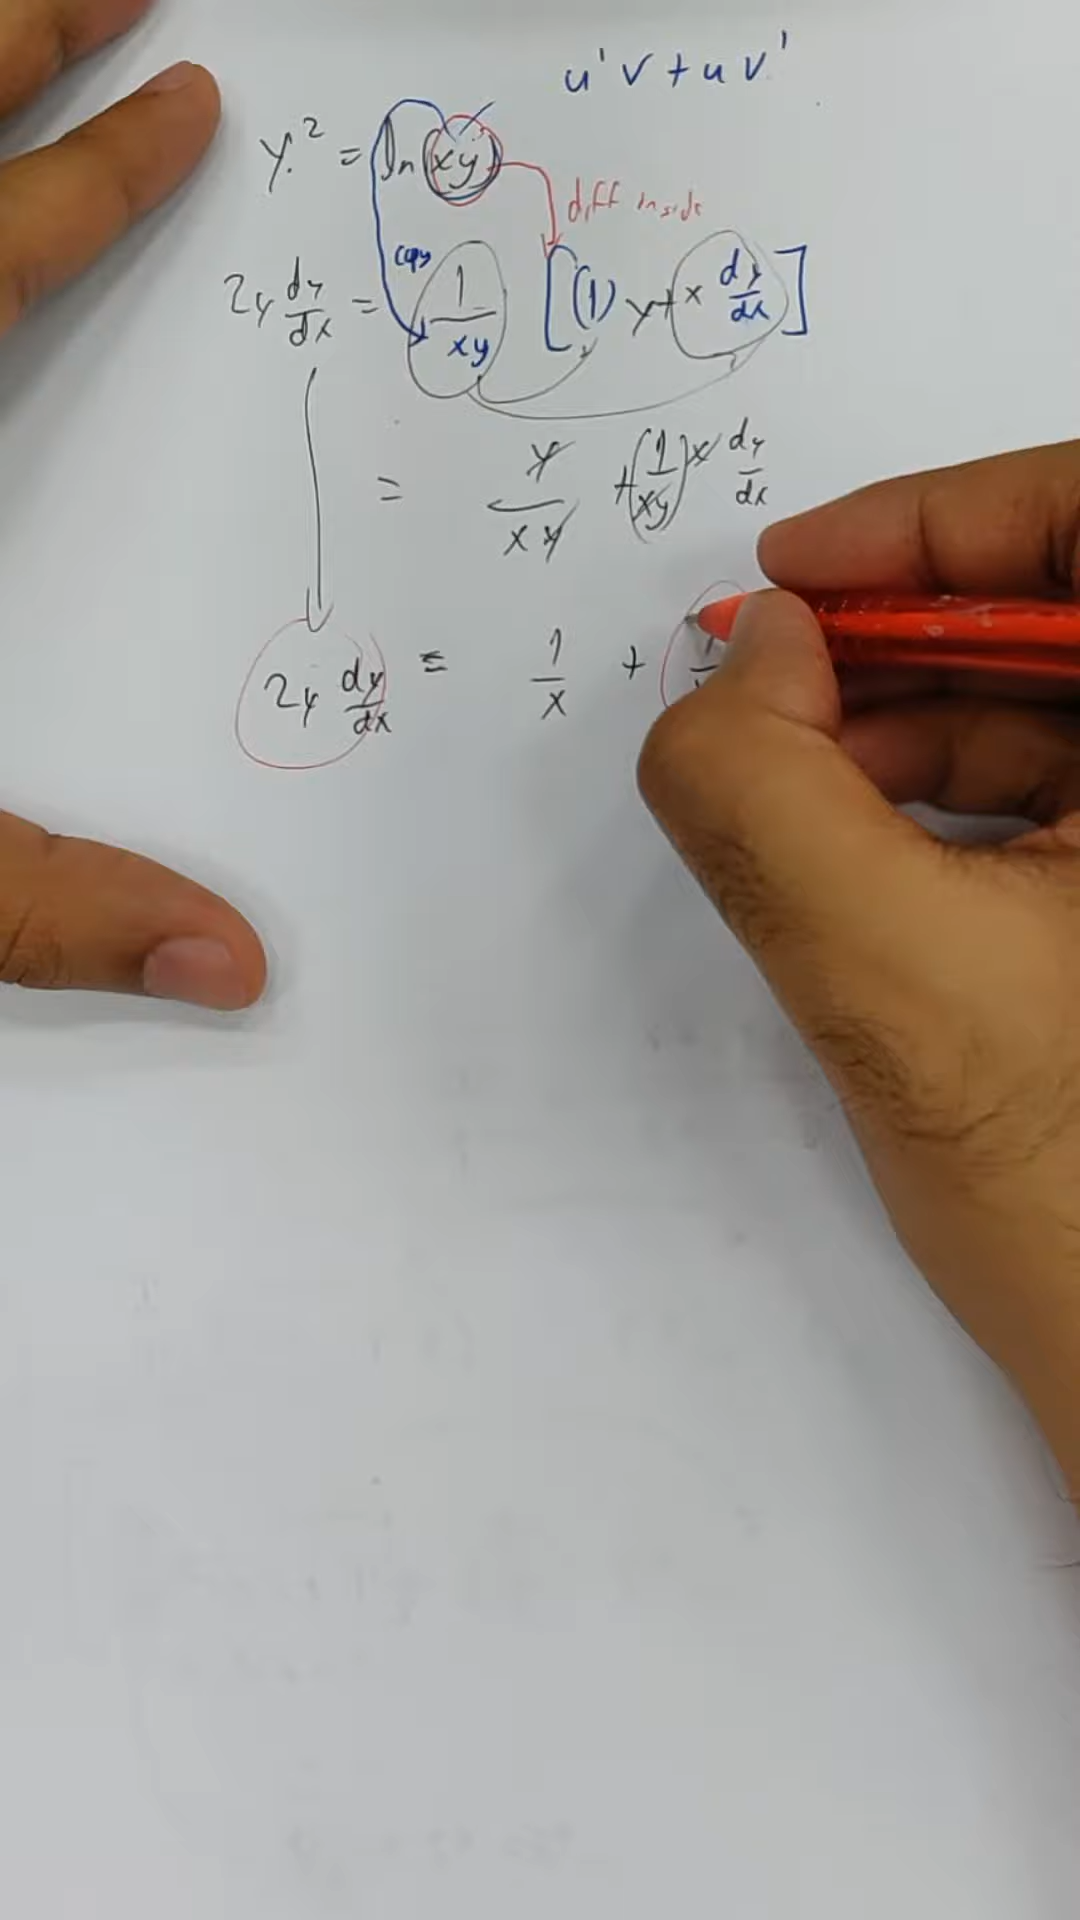 u'v + uv'
y² = ln(xy)
diff inside
copy
2y dy/dx = 1/xy [(1) y + x dy/dx]
= y/xy + (1/xy) x dy/dx
2y dy/dx = 1/x + 1